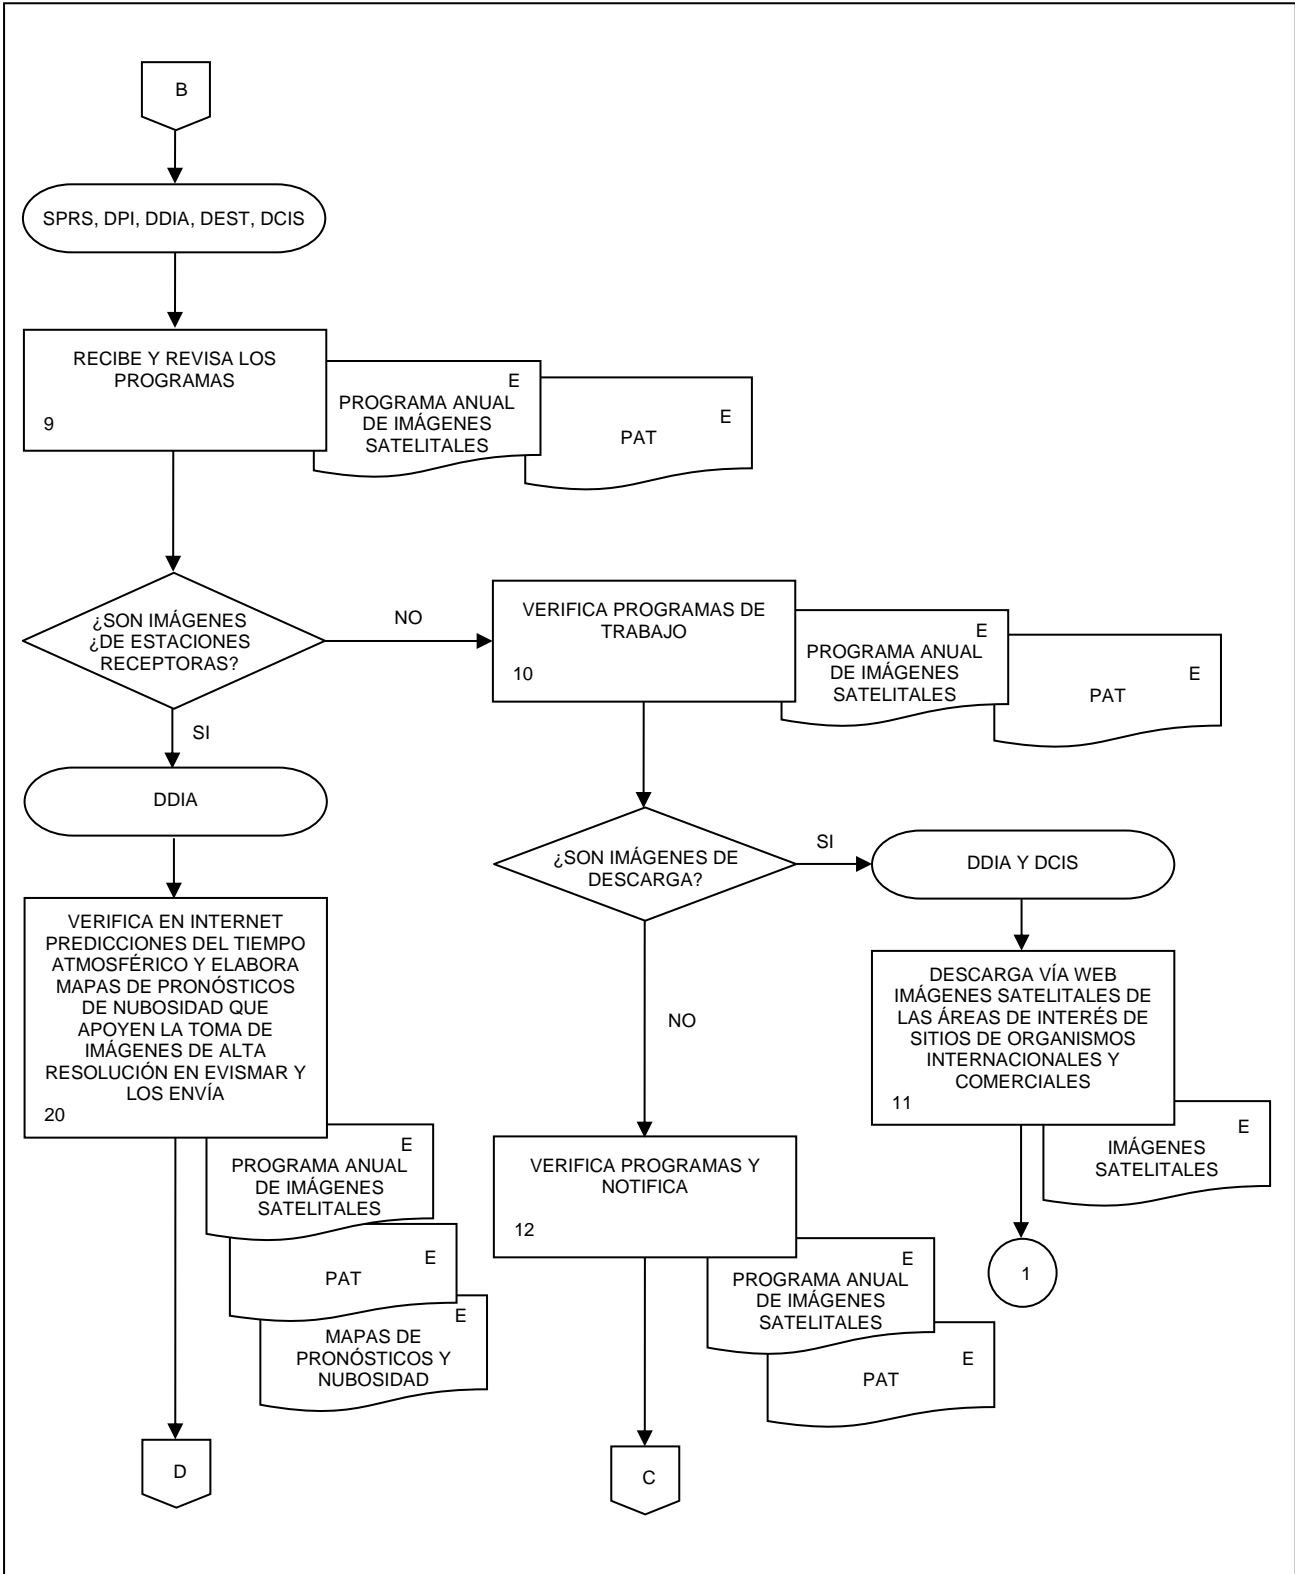 B
SPRS, DPI, DDIA, DEST, DCIS
RECIBE Y REVISA LOS
PROGRAMAS
9
E
PROGRAMA ANUAL
DE IMÁGENES
SATELITALES
E
PAT
¿SON IMÁGENES
¿DE ESTACIONES
RECEPTORAS?
NO
SI
VERIFICA PROGRAMAS DE
TRABAJO
10
E
PROGRAMA ANUAL
DE IMÁGENES
SATELITALES
E
PAT
DDIA
¿SON IMÁGENES DE
DESCARGA?
SI
NO
DDIA Y DCIS
VERIFICA EN INTERNET
PREDICCIONES DEL TIEMPO
ATMOSFÉRICO Y ELABORA
MAPAS DE PRONÓSTICOS
DE NUBOSIDAD QUE
APOYEN LA TOMA DE
IMÁGENES DE ALTA
RESOLUCIÓN EN EVISMAR Y
LOS ENVÍA
20
E
PROGRAMA ANUAL
DE IMÁGENES
SATELITALES
E
PAT
E
MAPAS DE
PRONÓSTICOS Y
NUBOSIDAD
D
DESCARGA VÍA WEB
IMÁGENES SATELITALES DE
LAS ÁREAS DE INTERÉS DE
SITIOS DE ORGANISMOS
INTERNACIONALES Y
COMERCIALES
11
E
IMÁGENES
SATELITALES
1
VERIFICA PROGRAMAS Y
NOTIFICA
12
E
PROGRAMA ANUAL
DE IMÁGENES
SATELITALES
E
PAT
C